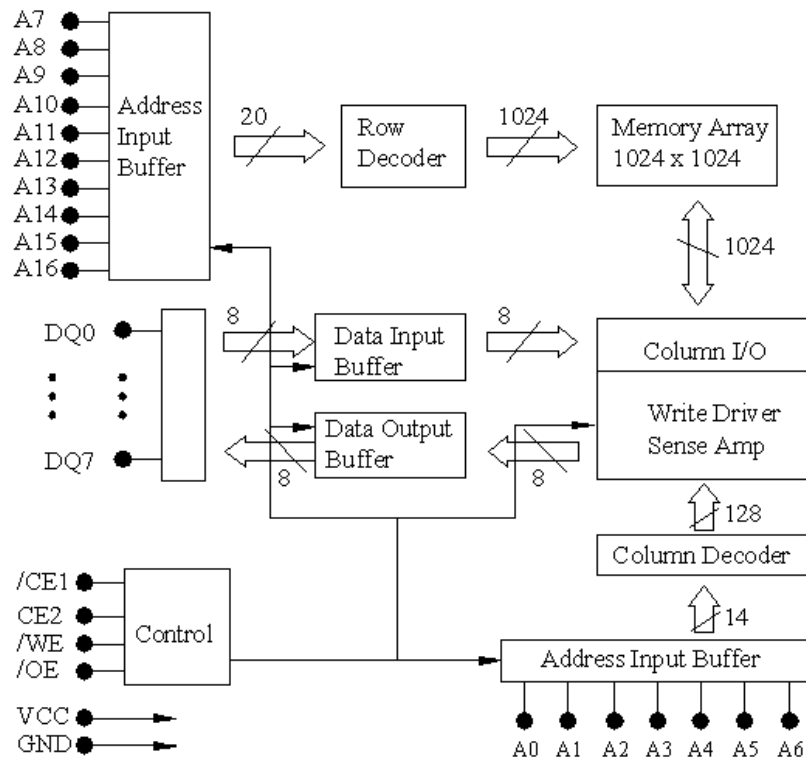 A7
A8
A9
A10
A11
A12
A13
A14
A15
A16
Address
Input
Buffer
20
Row
Decoder
1024
Memory Array
1024 x 1024
1024
DQ0
DQ7
8
Data Input
Buffer
8
Column I/O
Write Driver
Sense Amp
8
Data Output
Buffer
8
128
Column Decoder
14
Address Input Buffer
A0 A1 A2 A3 A4 A5 A6
/CE1
CE2
/WE
/OE
Control
VCC
GND